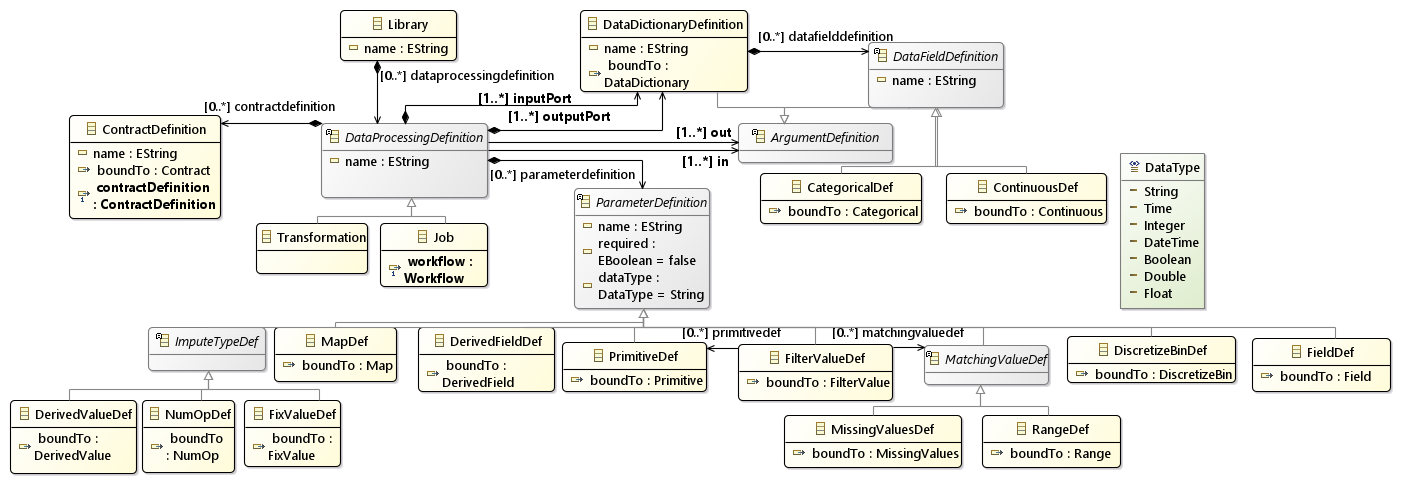 Library
name : EString
DataDictionaryDefinition
name : EString
boundTo :
DataDictionary
[0..*] datafielddefinition
DataFieldDefinition
name : EString
[0..*] dataprocessingdefinition
[0..*] contractdefinition
[1..*] inputPort
[1..*] outputPort
ContractDefinition
name : EString
boundTo : Contract
contractDefinition
: ContractDefinition
DataProcessingDefinition
name : EString
[1..*] out
[1..*] in
ArgumentDefinition
[0..*] parameterdefinition
CategoricalDef
boundTo : Categorical
ContinuousDef
boundTo : Continuous
DataType
String
Time
Integer
DateTime
Boolean
Double
Float
Transformation
Job
workflow :
Workflow
ParameterDefinition
name : EString
required :
EBoolean = false
dataType :
DataType = String
ImputeTypeDef
MapDef
boundTo : Map
DerivedFieldDef
boundTo :
DerivedField
[0..*] primitivedef
[0..*] matchingvaluedef
PrimitiveDef
boundTo : Primitive
FilterValueDef
boundTo : FilterValue
MatchingValueDef
DiscretizeBinDef
boundTo : DiscretizeBin
FieldDef
boundTo : Field
DerivedValueDef
boundTo :
DerivedValue
NumOpDef
boundTo
: NumOp
FixValueDef
boundTo :
FixValue
MissingValuesDef
boundTo : MissingValues
RangeDef
boundTo : Range